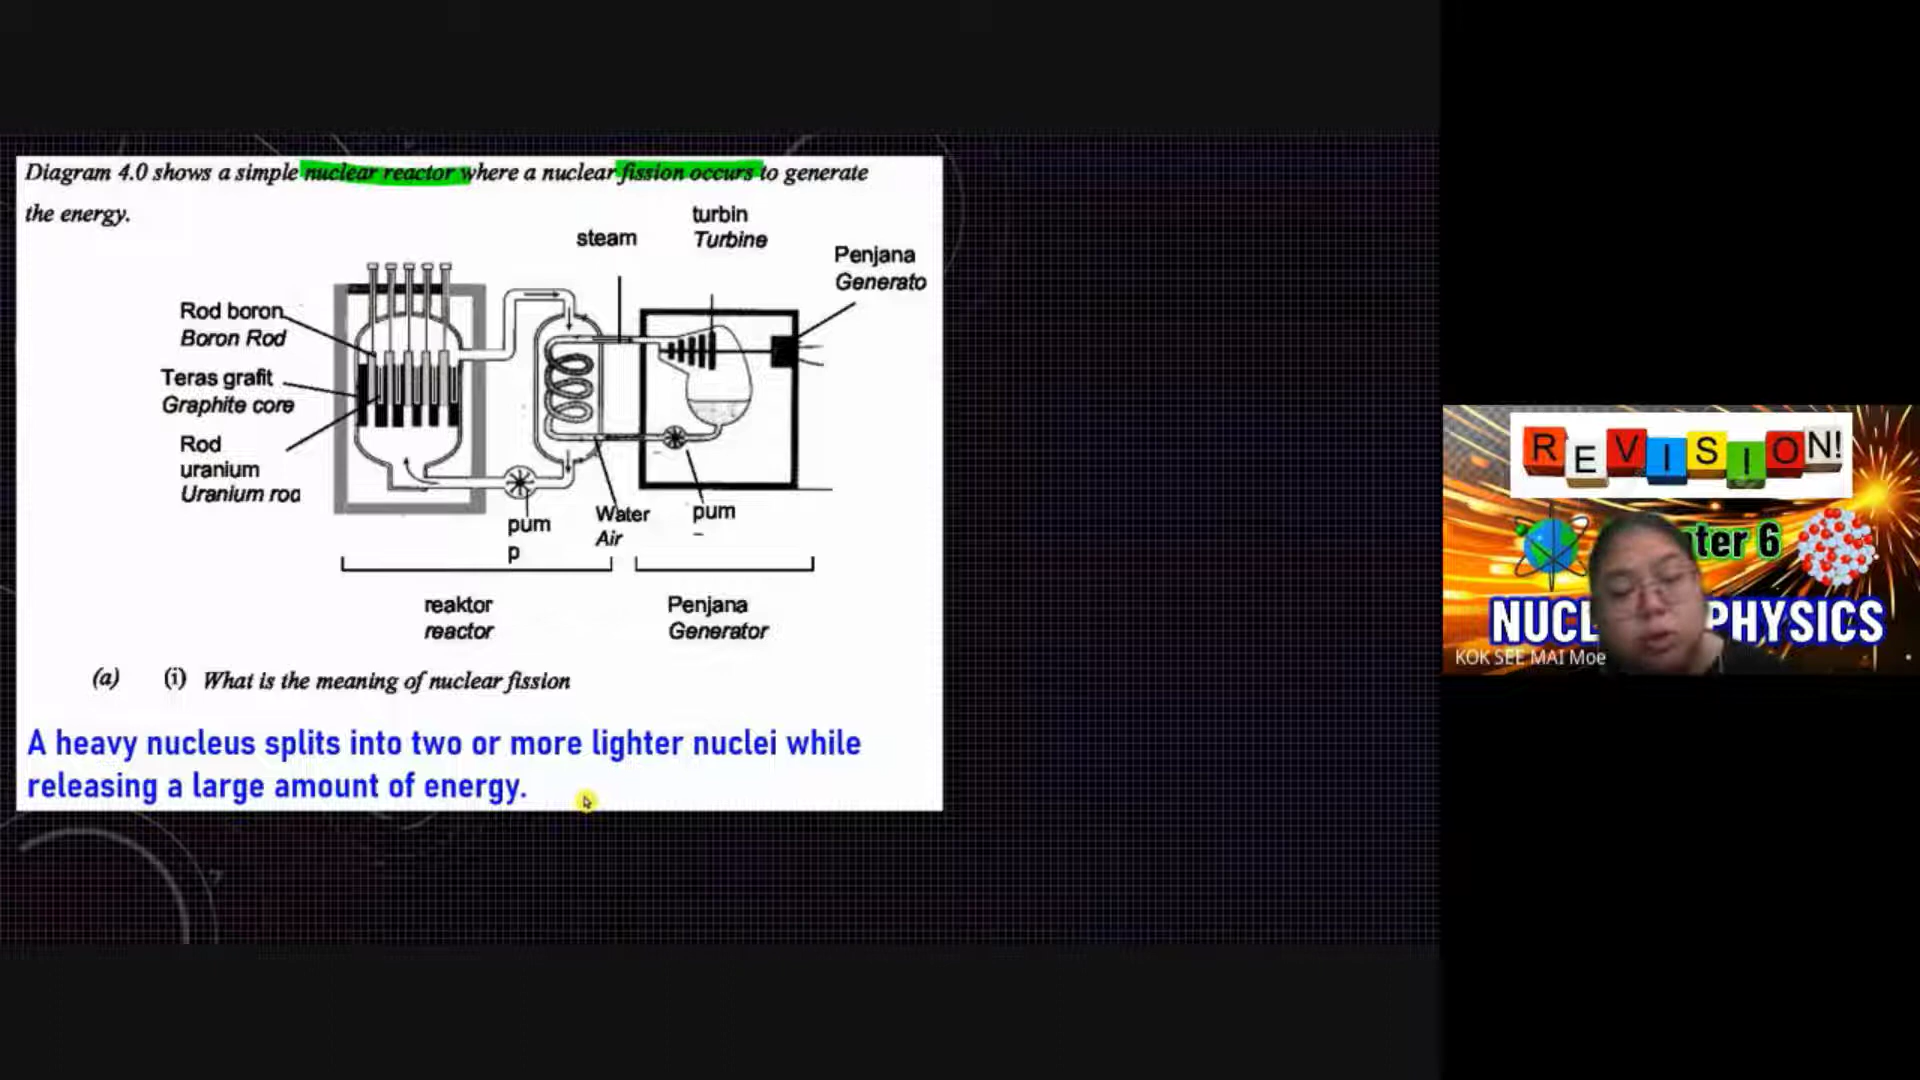 Diagram 4.0 shows a simple nuclear reactor where a nuclear fission occurs to generate
the energy.
turbin
steam
Turbine
Penjana
Generato
Rod boron
Boron Rod
Teras grafit
Graphite core
Rod
uranium
Uranium rod
pum
p
Water
Air
pum
reaktor
reactor
Penjana
Generator
(a) (i) What is the meaning of nuclear fission
A heavy nucleus splits into two or more lighter nuclei while
releasing a large amount of energy.
REVISION!
ter 6
NUCL PHYSICS
KOK SEE MAI Moe